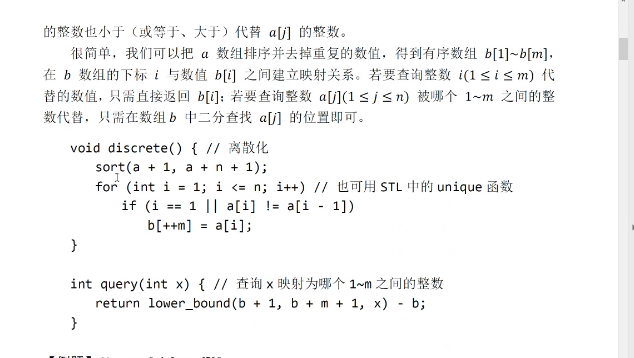 的整数也小于（或等于、大于）代替 a[j] 的整数。
很简单，我们可以把 a 数组排序并去掉重复的数值，得到有序数组 b[1]~b[m]，
在 b 数组的下标 i 与数值 b[i] 之间建立映射关系。若要查询整数 i(1 ≤ i ≤ m) 代
替的数值，只需直接返回 b[i]；若要查询整数 a[j](1 ≤ j ≤ n) 被哪个 1~m 之间的整
数代替，只需在数组 b 中二分查找 a[j] 的位置即可。
void discrete() { // 离散化
sort(a + 1, a + n + 1);
for (int i = 1; i <= n; i++) // 也可用 STL 中的 unique 函数
if (i == 1 || a[i] != a[i - 1])
b[++m] = a[i];
}
int query(int x) { // 查询 x 映射为哪个 1~m 之间的整数
return lower_bound(b + 1, b + m + 1, x) - b;
}